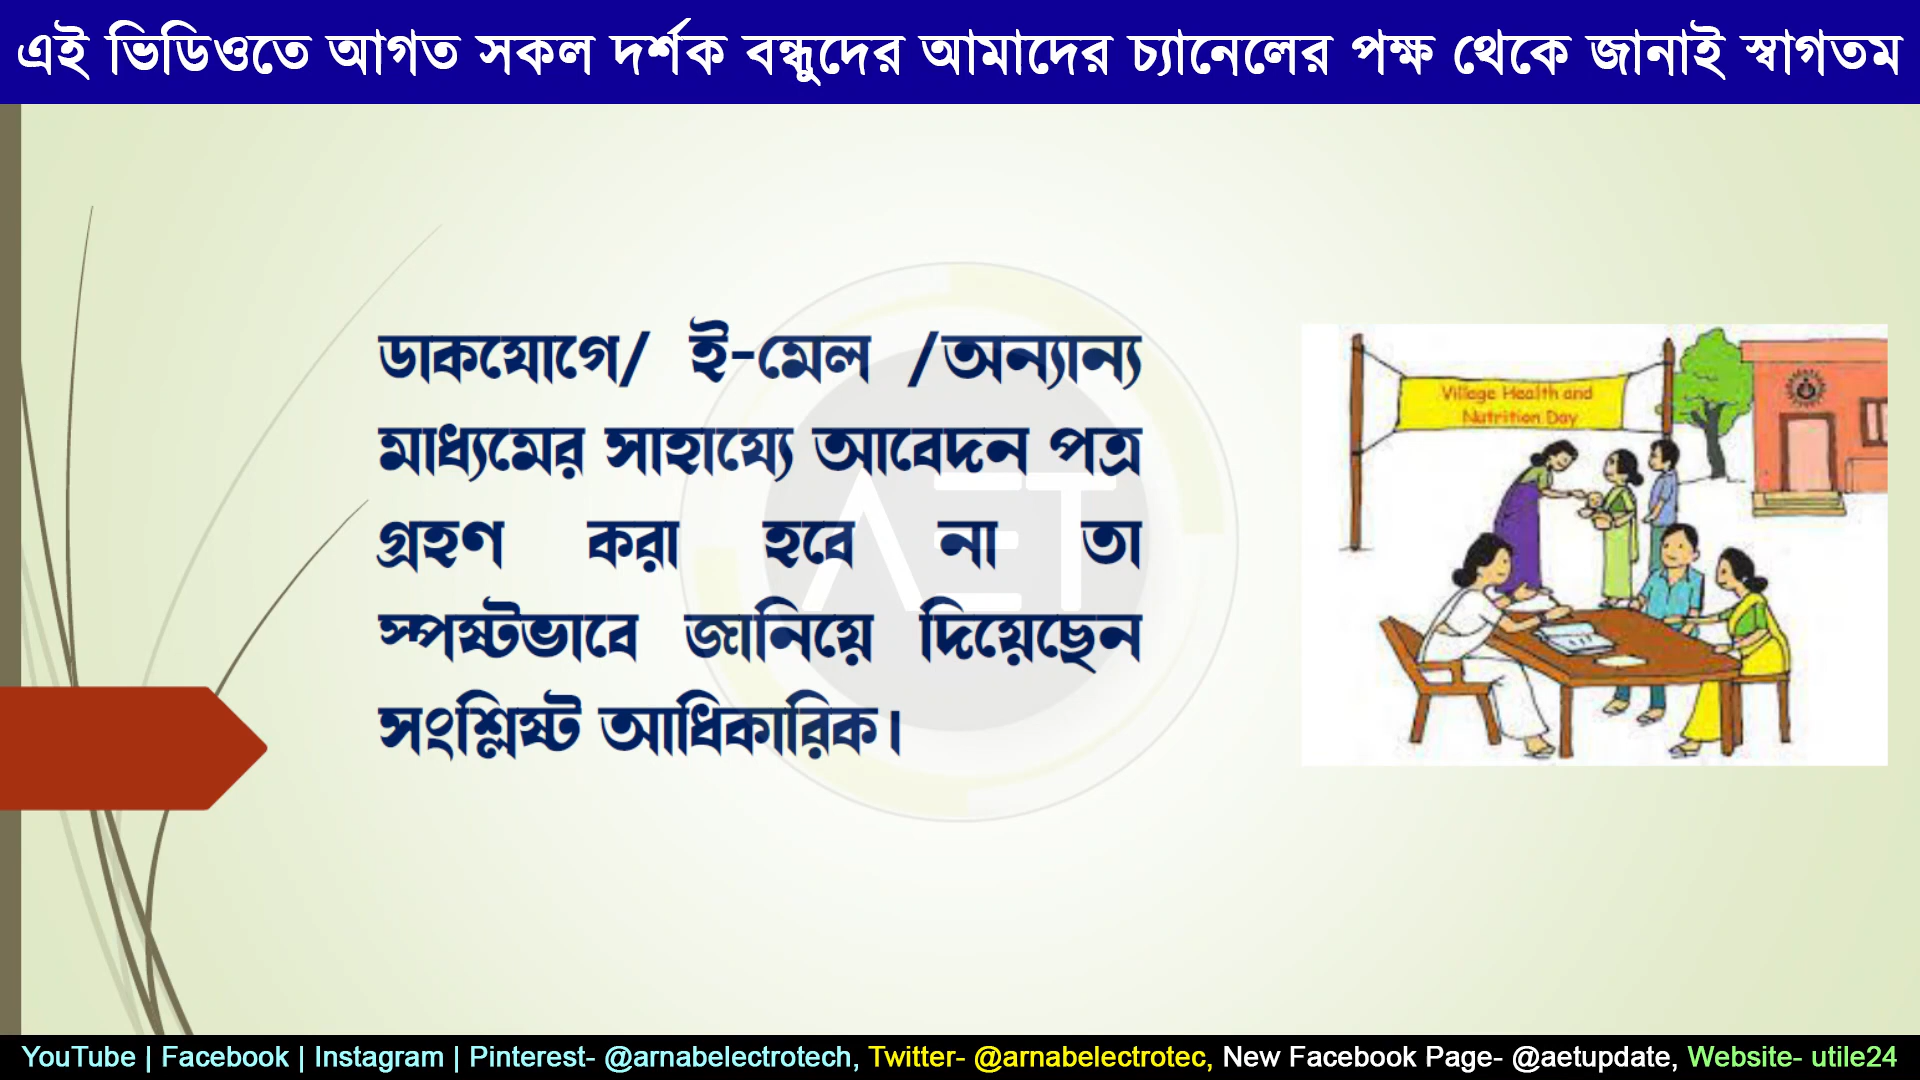 এই ভিডিওতে আগত সকল দর্শক বন্ধুদের আমাদের চ্যানেলের পক্ষ থেকে জানাই স্বাগতম
ডাকযোগে/ ই-মেল /অন্যান্য
মাধ্যমের সাহায্যে আবেদন পত্র
গ্রহণ করা হবে না তা
স্পষ্টভাবে জানিয়ে দিয়েছেন
সংশ্লিষ্ট আধিকারিক।
AET
Village Health and
Nutrition Day
YouTube | Facebook | Instagram | Pinterest- @arnabelectrotech, Twitter- @arnabelectrotec, New Facebook Page- @aetupdate, Website- utile24